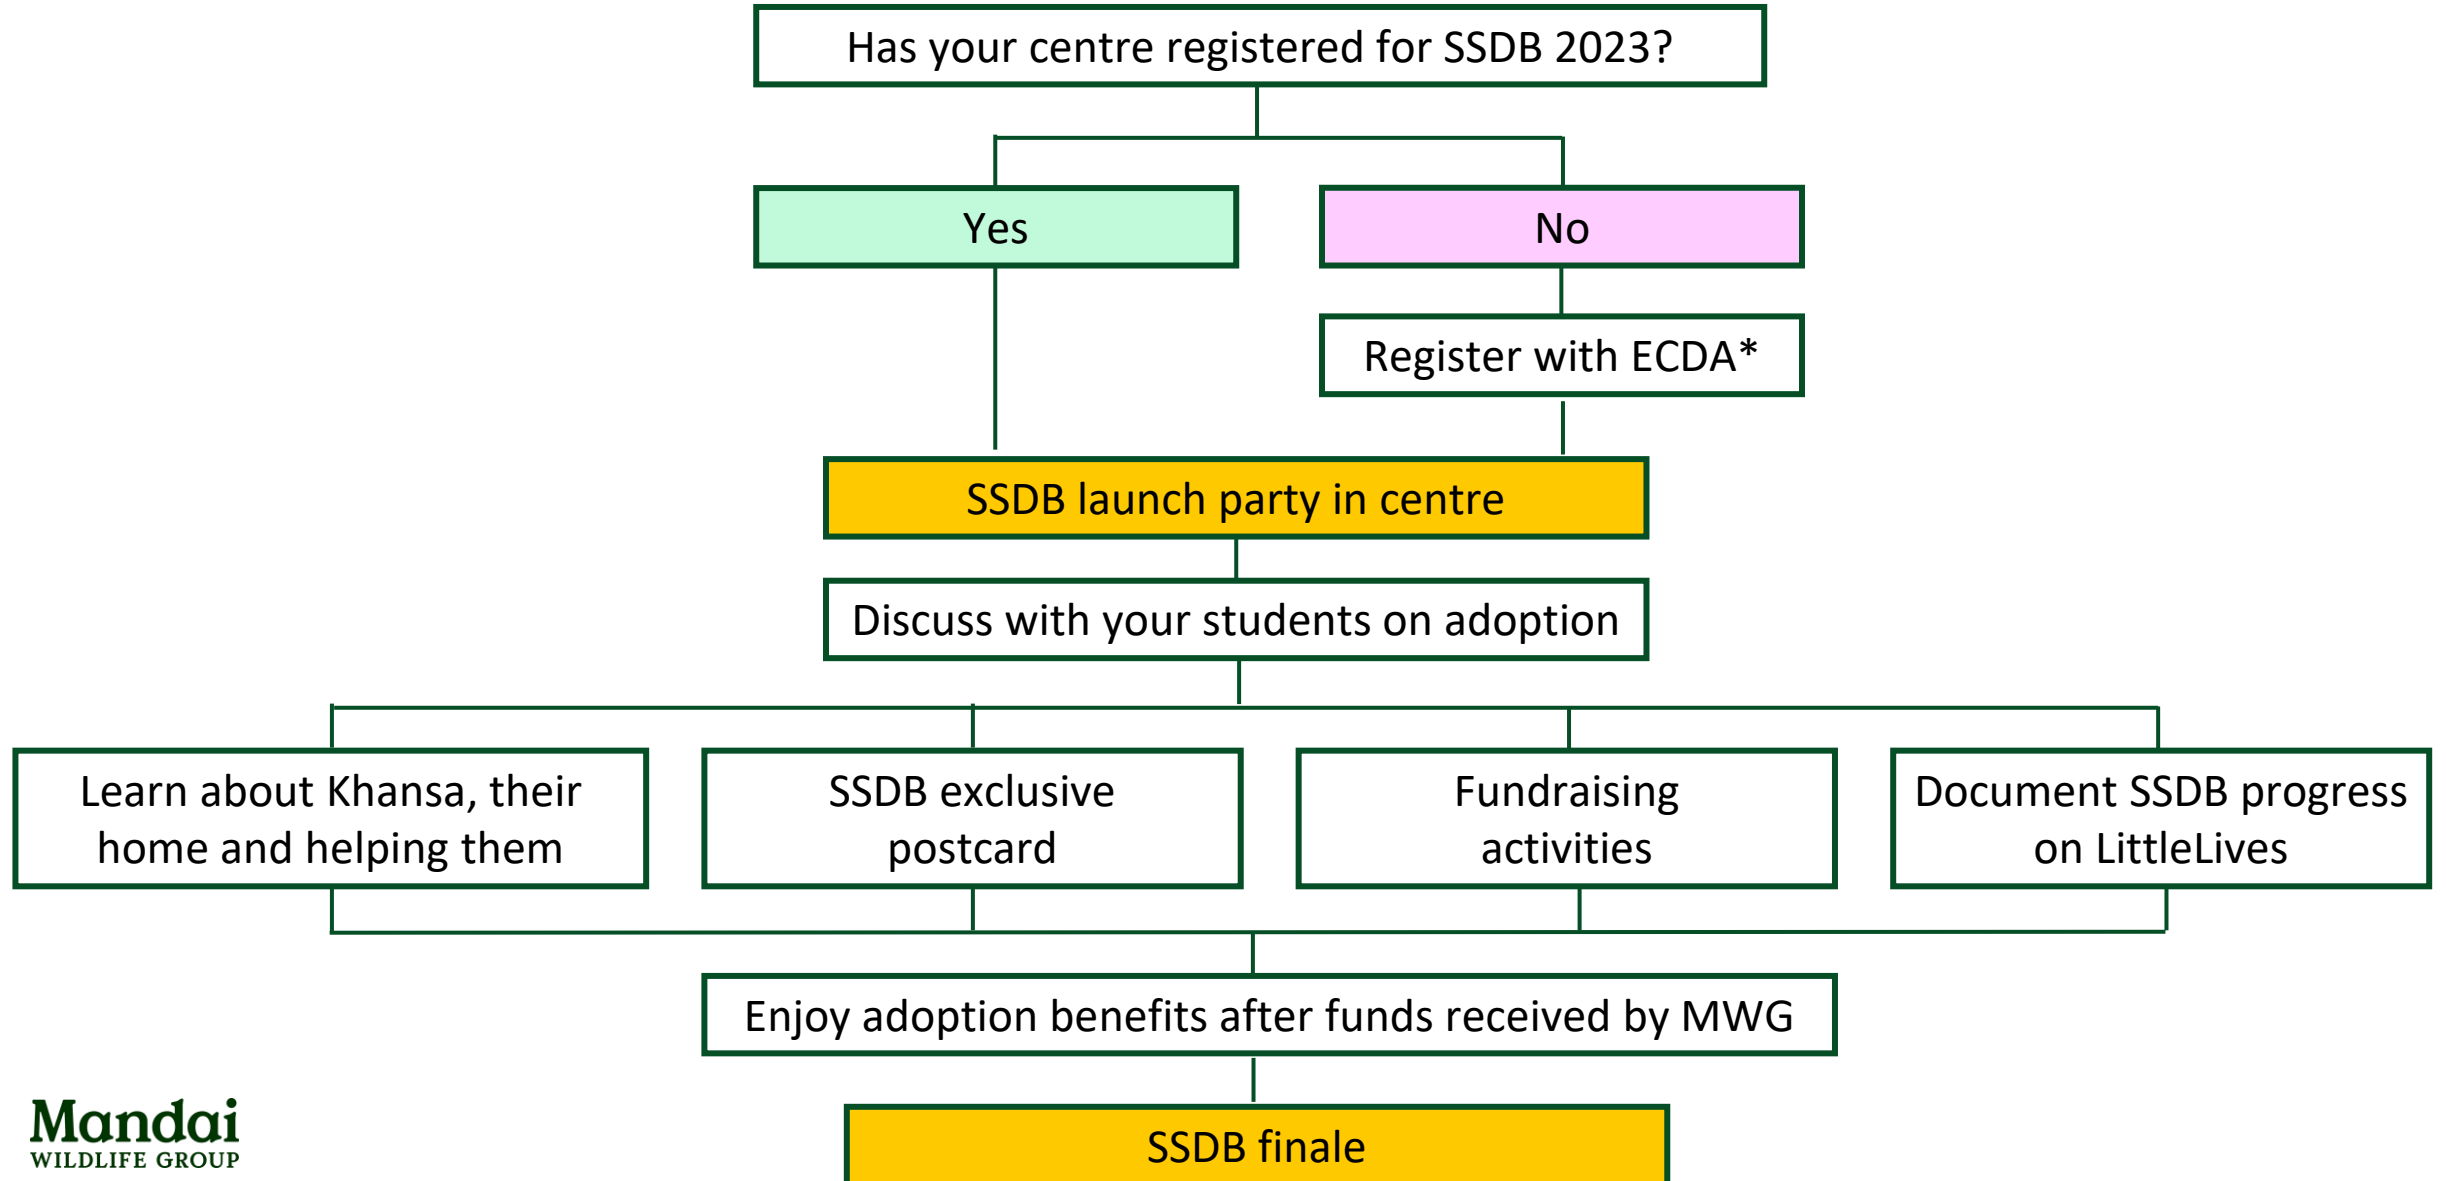 Has your centre registered for SSDB 2023?
Yes
No
Register with ECDA*
SSDB launch party in centre
Discuss with your students on adoption
Learn about Khansa, their
home and helping them
SSDB exclusive
postcard
Fundraising
activities
Document SSDB progress
on LittleLives
Enjoy adoption benefits after funds received by MWG
SSDB finale
Mandai
WILDLIFE GROUP